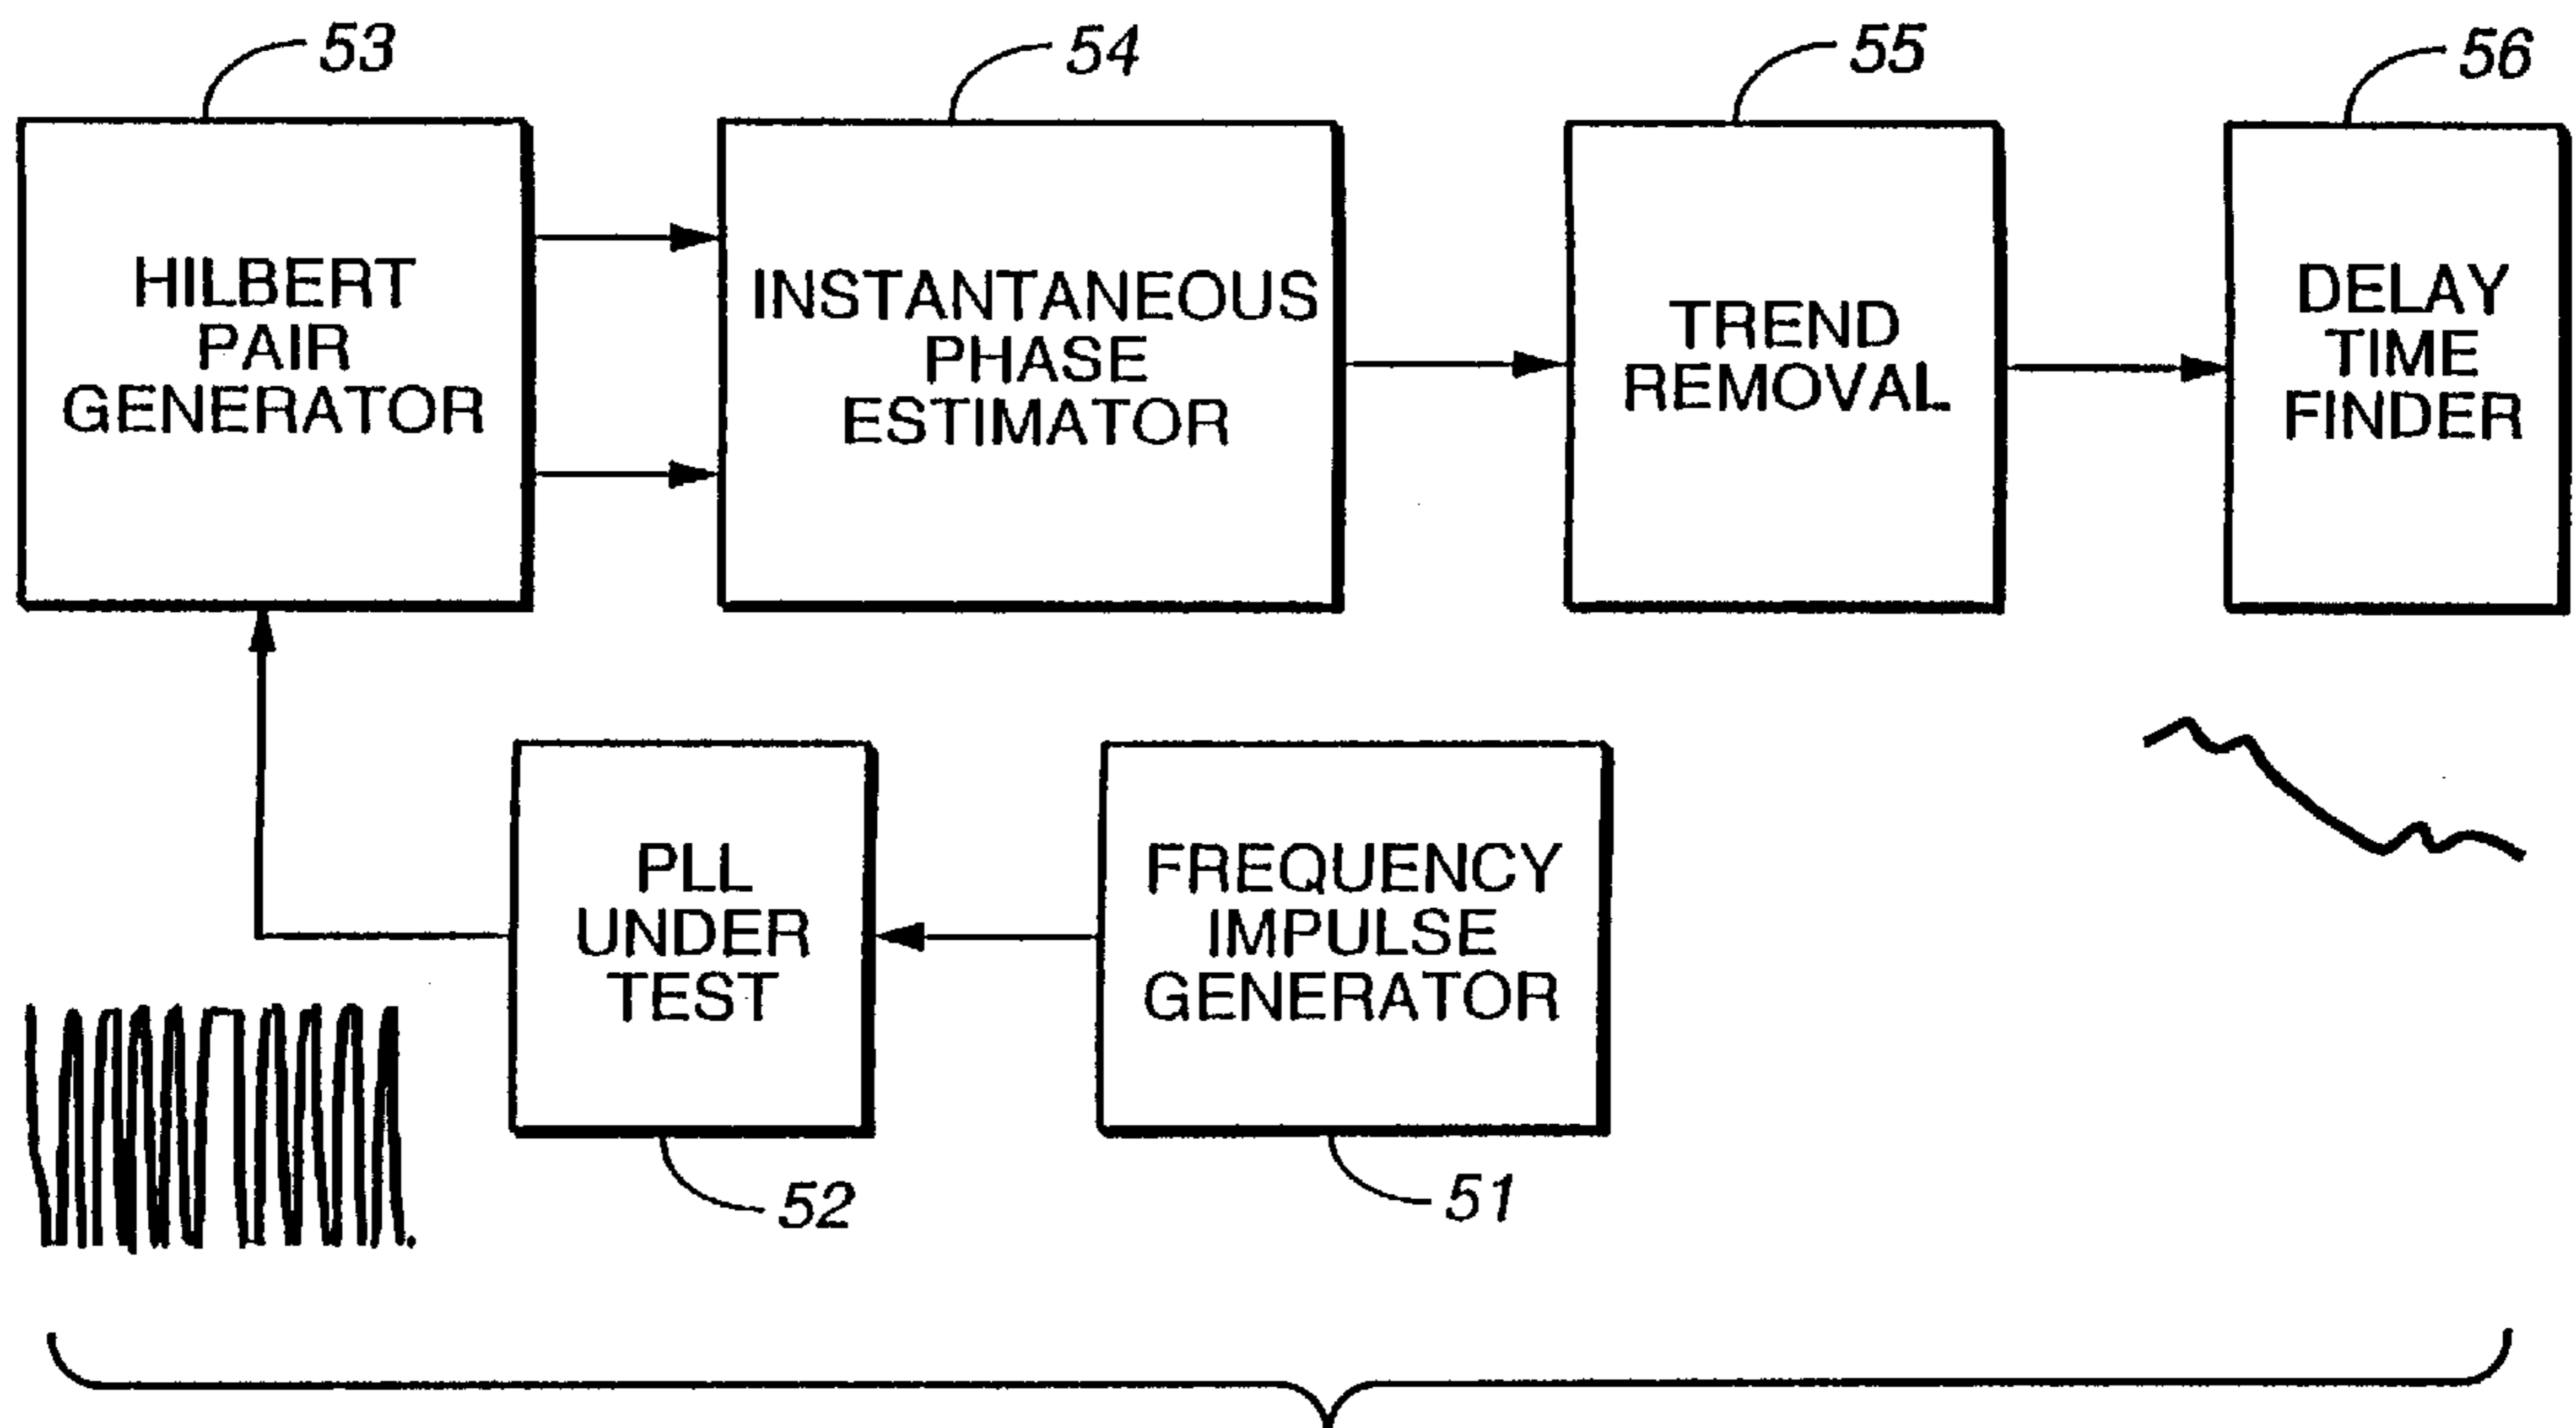 53
54
55
56
HILBERT
PAIR
GENERATOR
INSTANTANEOUS
PHASE
ESTIMATOR
TREND
REMOVAL
DELAY
TIME
FINDER
PLL
UNDER
TEST
FREQUENCY
IMPULSE
GENERATOR
52
51